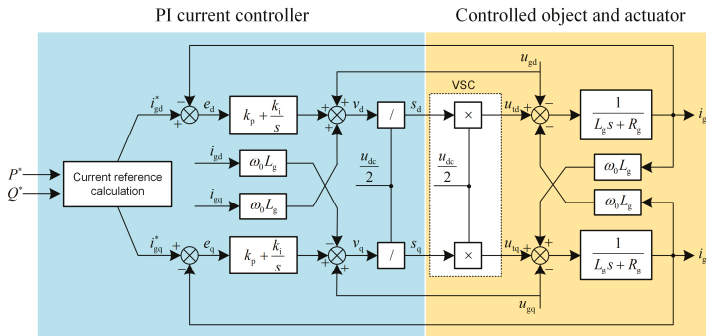 PI current controller
Controlled object and actuator
u_gd
VSC
i*_gd
e_d
k_p + k_i/s
v_d
/
s_d
×
u_td
1/(L_g s + R_g)
i_g
P*
Q*
Current reference calculation
i_gd
ω_0 L_g
i_gq
ω_0 L_g
u_dc/2
u_dc/2
ω_0 L_g
ω_0 L_g
i*_gq
e_q
k_p + k_i/s
v_q
/
s_q
×
u_tq
1/(L_g s + R_g)
i_g
u_gq